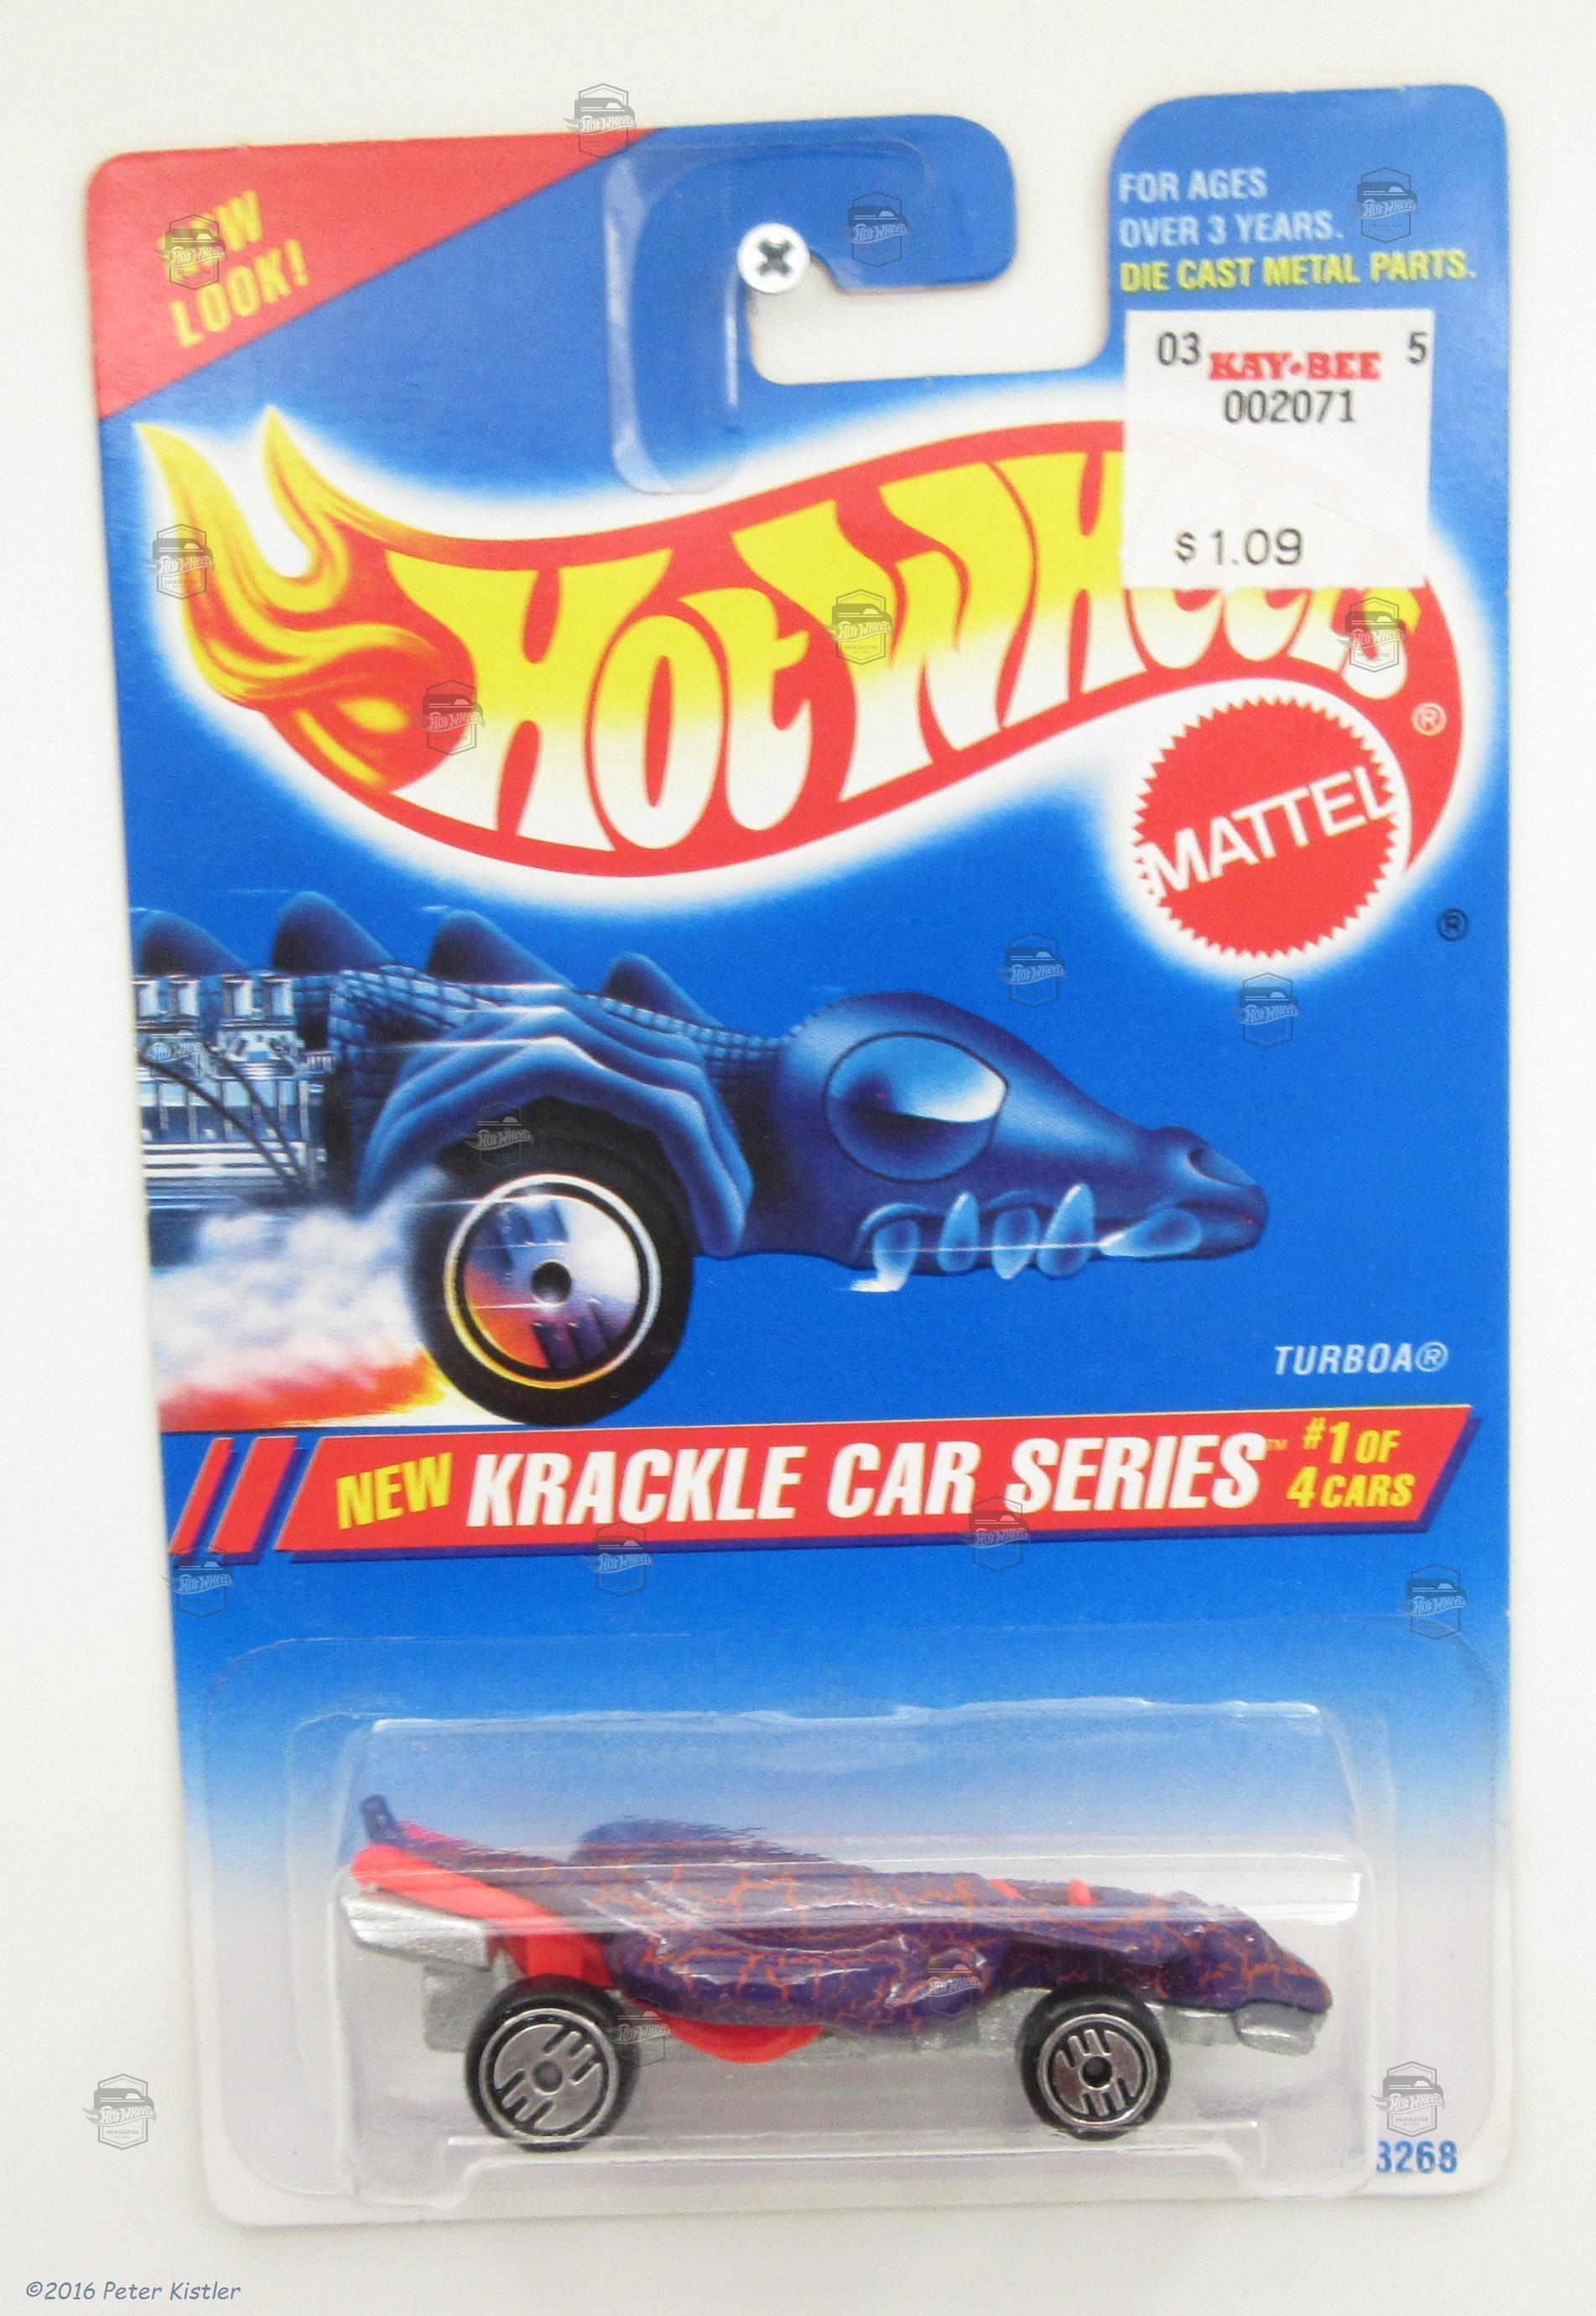 NEW
LOOK!
FOR AGES
OVER 3 YEARS.
DIE CAST METAL PARTS.
03 KAY·BEE 5
002071
$1.09
HOT WHEELS
®
MATTEL
®
TURBOA®
NEW KRACKLE CAR SERIES™ #1 OF
4 CARS
3268
©2016 Peter Kistler